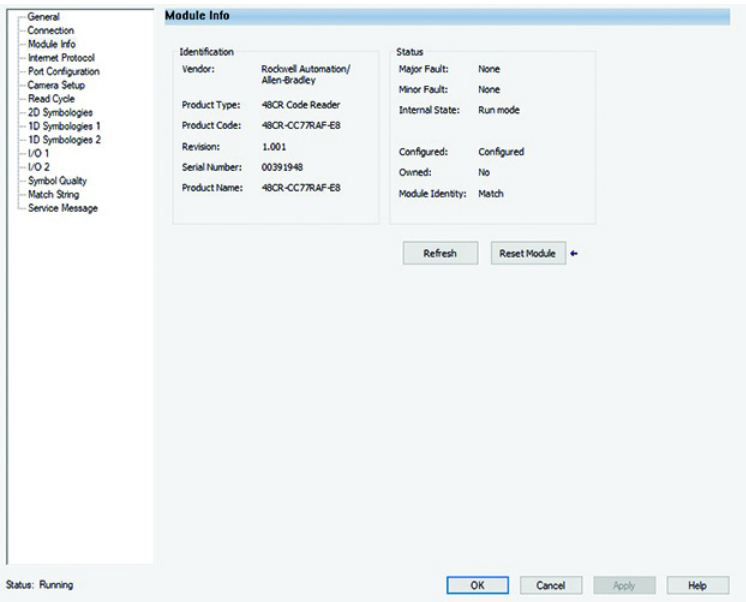 General
Connection
Module Info
Internet Protocol
Port Configuration
Camera Setup
Read Cycle
2D Symbologies
1D Symbologies 1
1D Symbologies 2
I/O 1
I/O 2
Symbol Quality
Match String
Service Message
Module Info
Identification
Vendor: Rockwell Automation/
Allen-Bradley
Product Type: 48CR Code Reader
Product Code: 48CR-CC77RAF-E8
Revision: 1.001
Serial Number: 00391948
Product Name: 48CR-CC77RAF-E8
Status
Major Fault: None
Minor Fault: None
Internal State: Run mode
Configured: Configured
Owned: No
Module Identity: Match
Refresh
Reset Module
Status: Running
OK
Cancel
Apply
Help